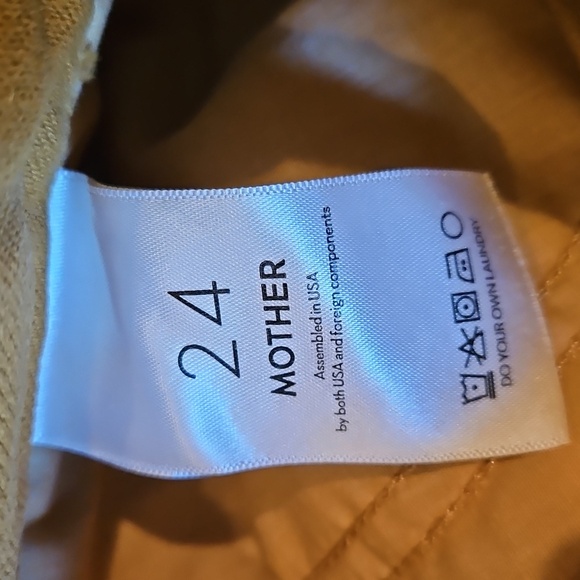 24
MOTHER
Assembled in USA
by both USA and foreign components
DO YOUR OWN LAUNDRY